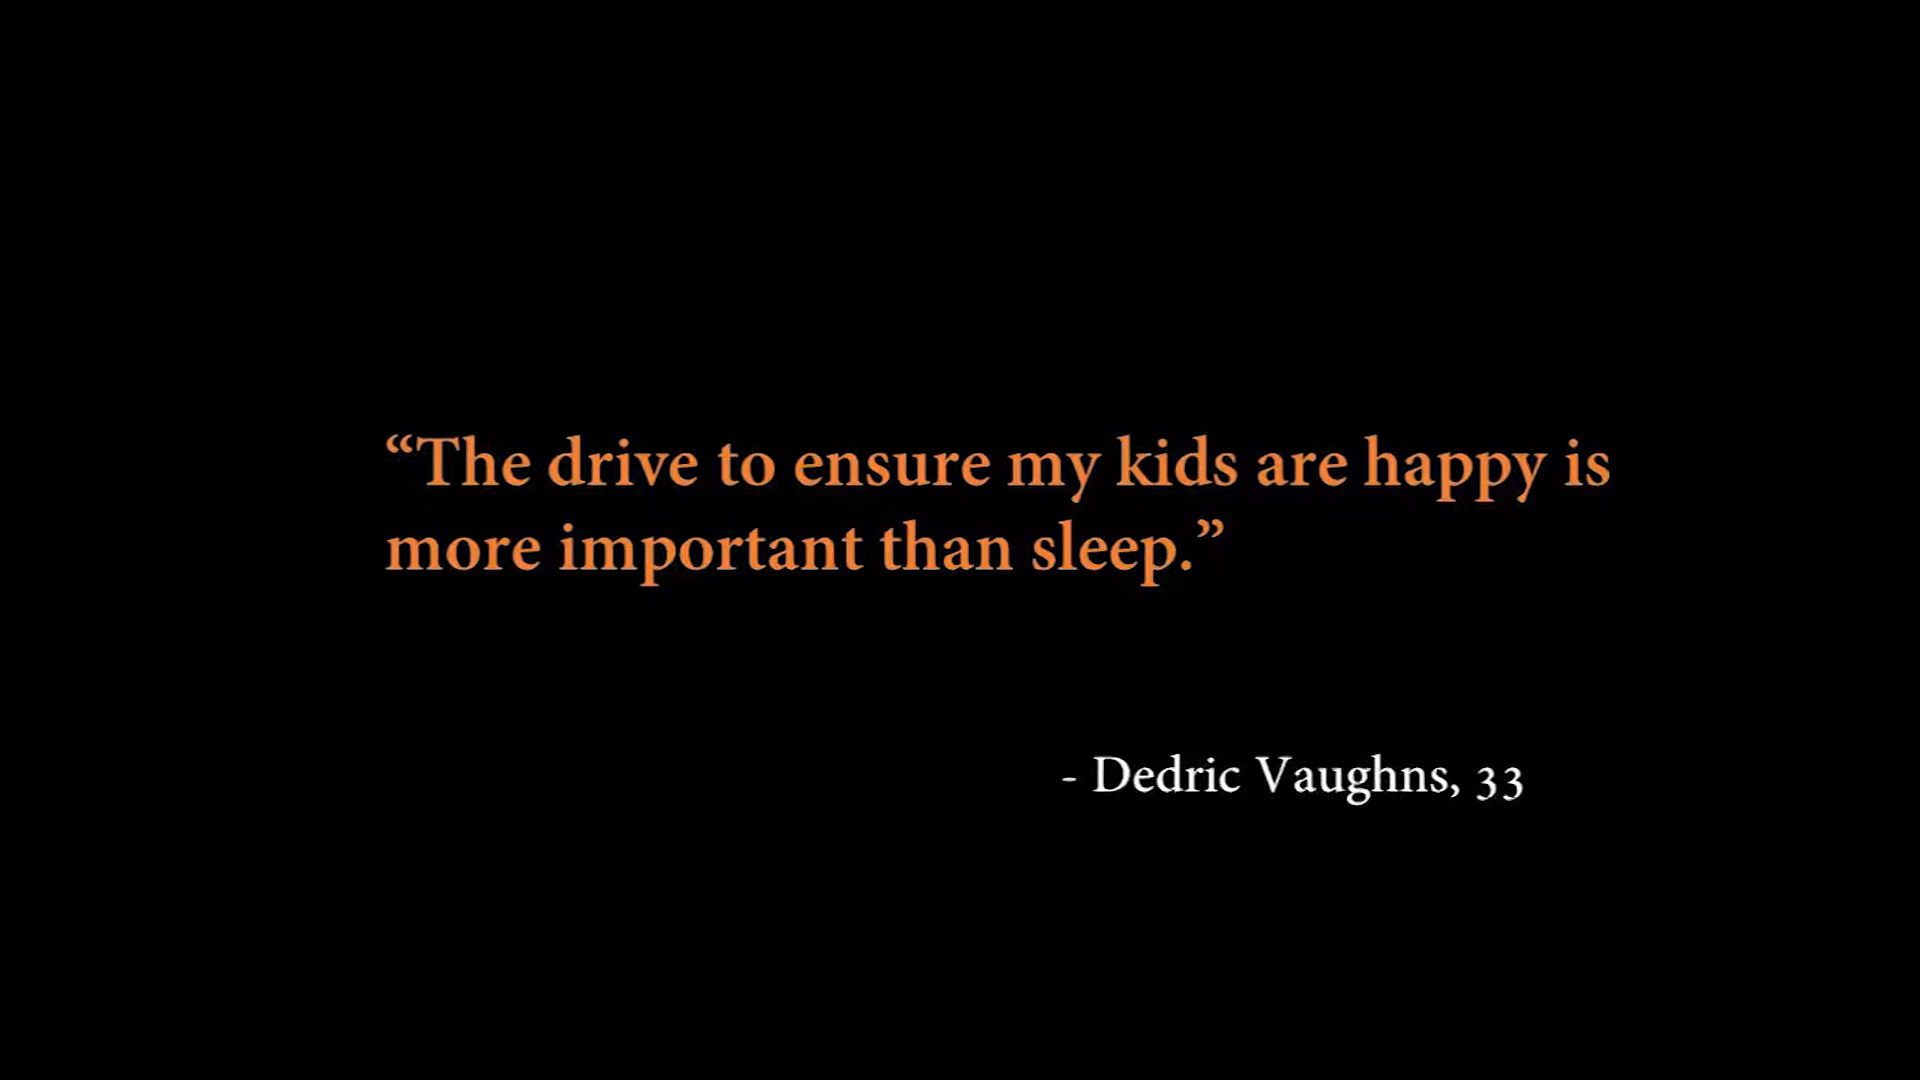 “The drive to ensure my kids are happy is
more important than sleep.”
- Dedric Vaughns, 33